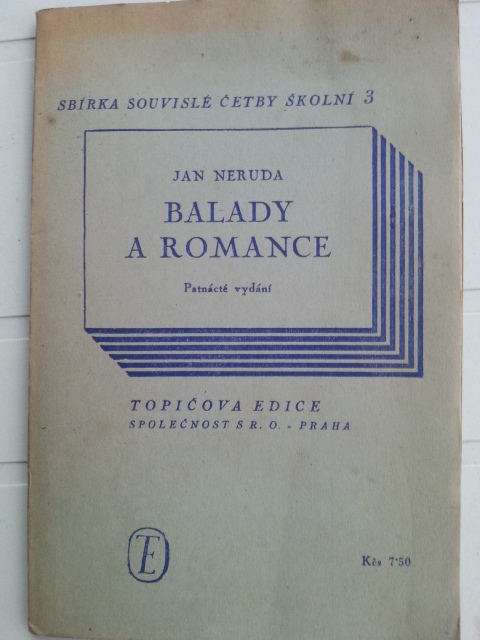 SBÍRKA SOUVISLÉ ČETBY ŠKOLNÍ 3
JAN NERUDA
BALADY
A ROMANCE
Patnácté vydání
TOPIČOVA EDICE
SPOLEČNOST S R. O. - PRAHA
TE
Kčs 7·50